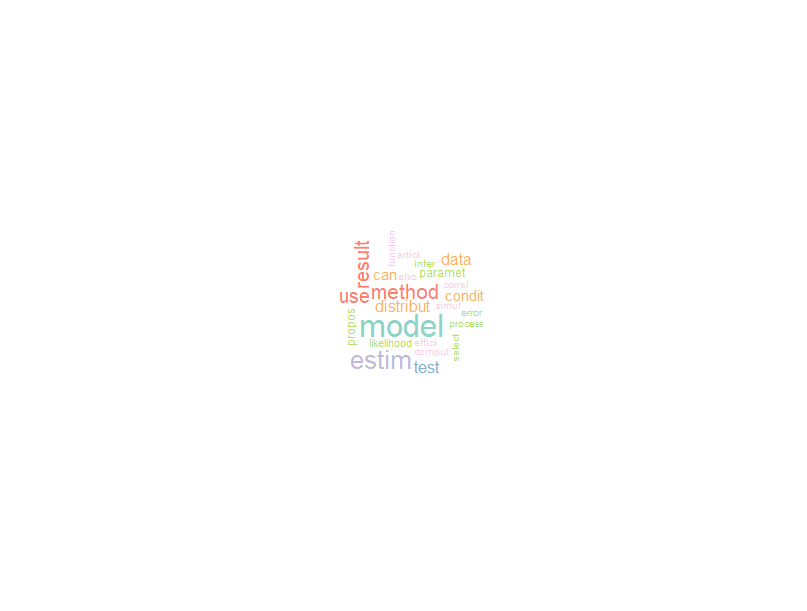 function
result
articl
infer
data
can
also
paramet
correl
use
method
condit
distribut
simul
error
propos
model
process
likelihood
effici
comput
select
estim
test